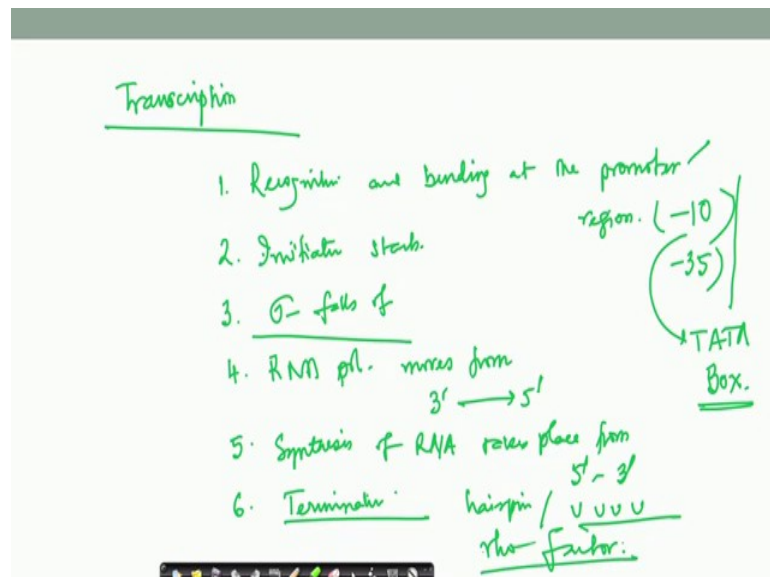 Transcription
1. Recognition and binding at the promoter
region. (-10)
-35)
2. Initiation starts.
TATA
Box.
3. σ falls of
4. RNA pol. moves from
3' → 5'
5. Synthesis of RNA takes place from
5' - 3'
6. Termination hairpin / UUUU
rho factor.